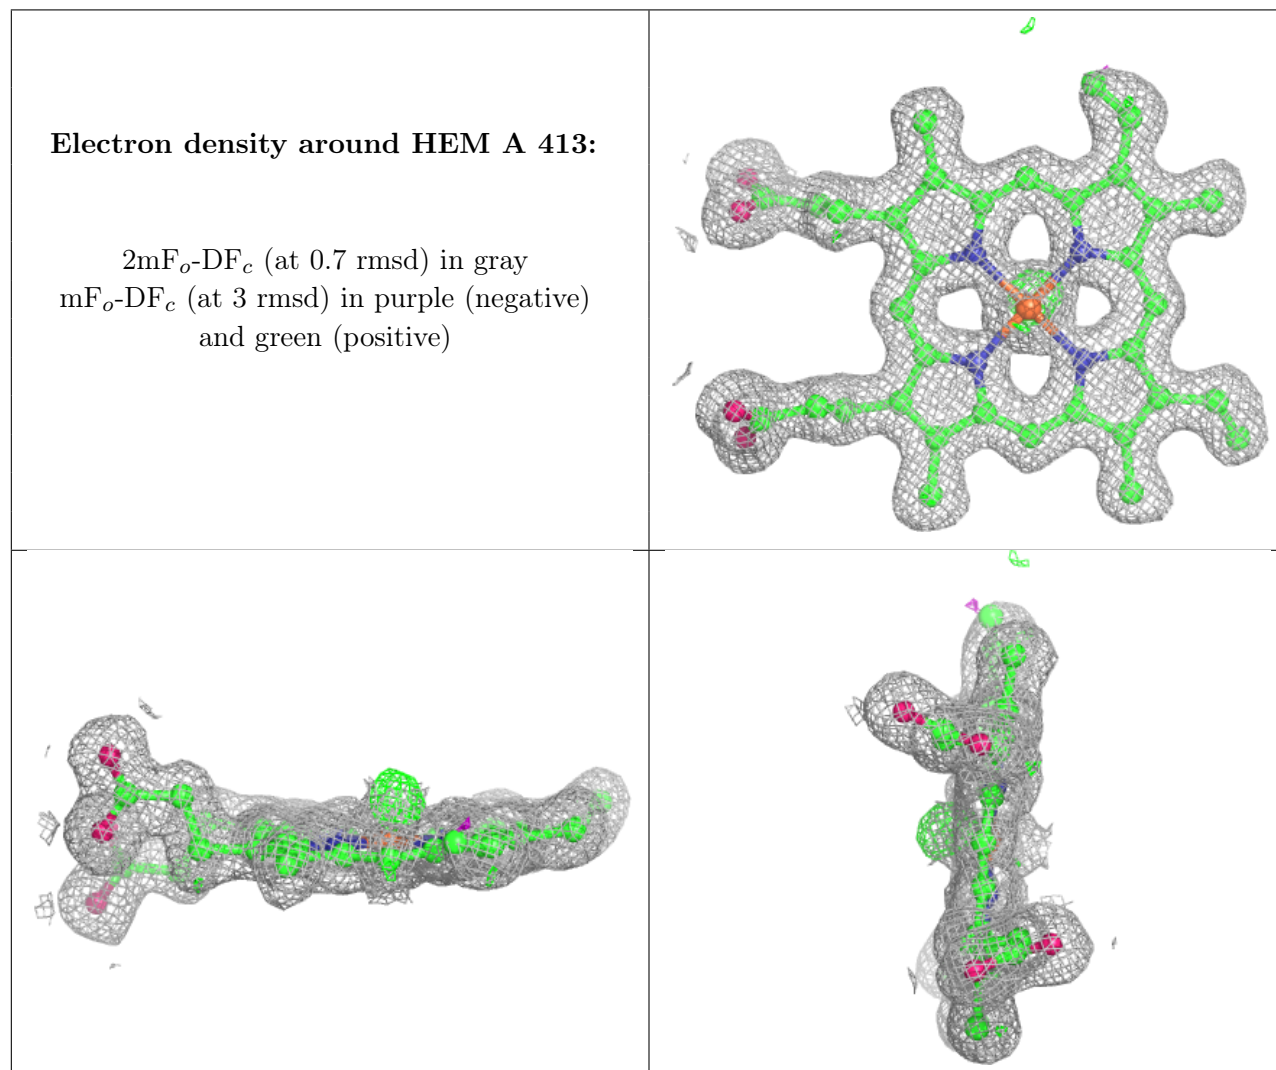 Electron density around HEM A 413:
2mFo-DFc (at 0.7 rmsd) in gray
mFo-DFc (at 3 rmsd) in purple (negative)
and green (positive)